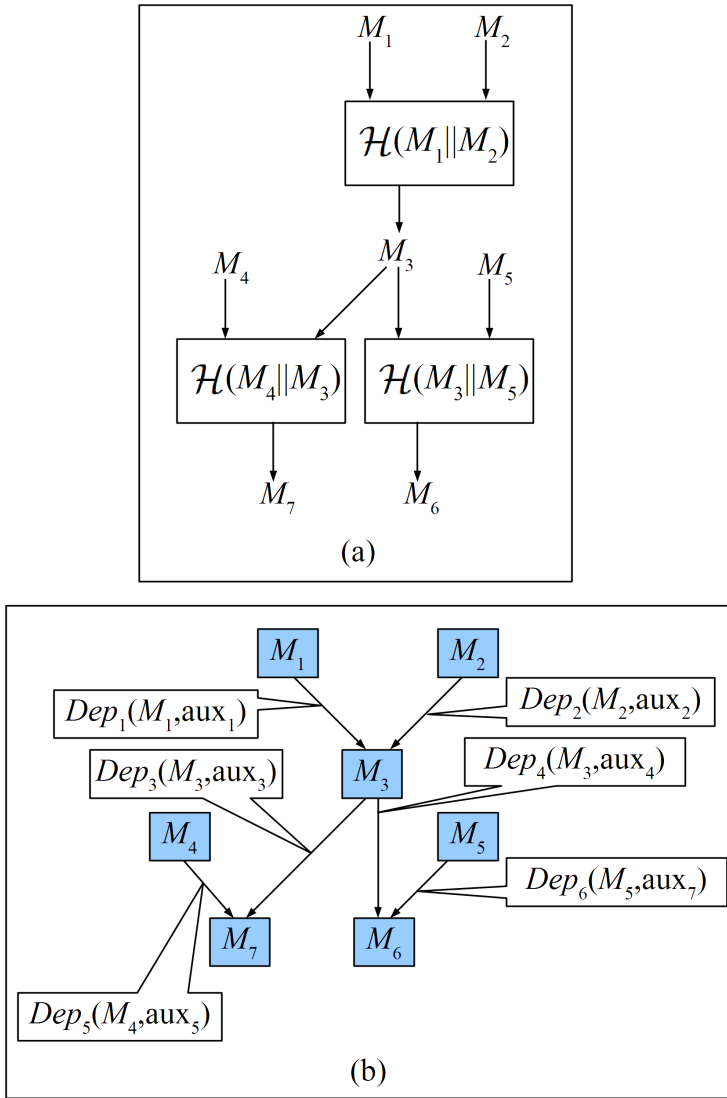 M₁ M₂
ℋ(M₁||M₂)
M₃
M₄ M₅
ℋ(M₄||M₃) ℋ(M₃||M₅)
M₇ M₆
(a)
M₁ M₂
Dep₁(M₁,aux₁) Dep₂(M₂,aux₂)
Dep₃(M₃,aux₃) M₃ Dep₄(M₃,aux₄)
M₄ M₅
Dep₆(M₅,aux₇)
M₇ M₆
Dep₅(M₄,aux₅)
(b)